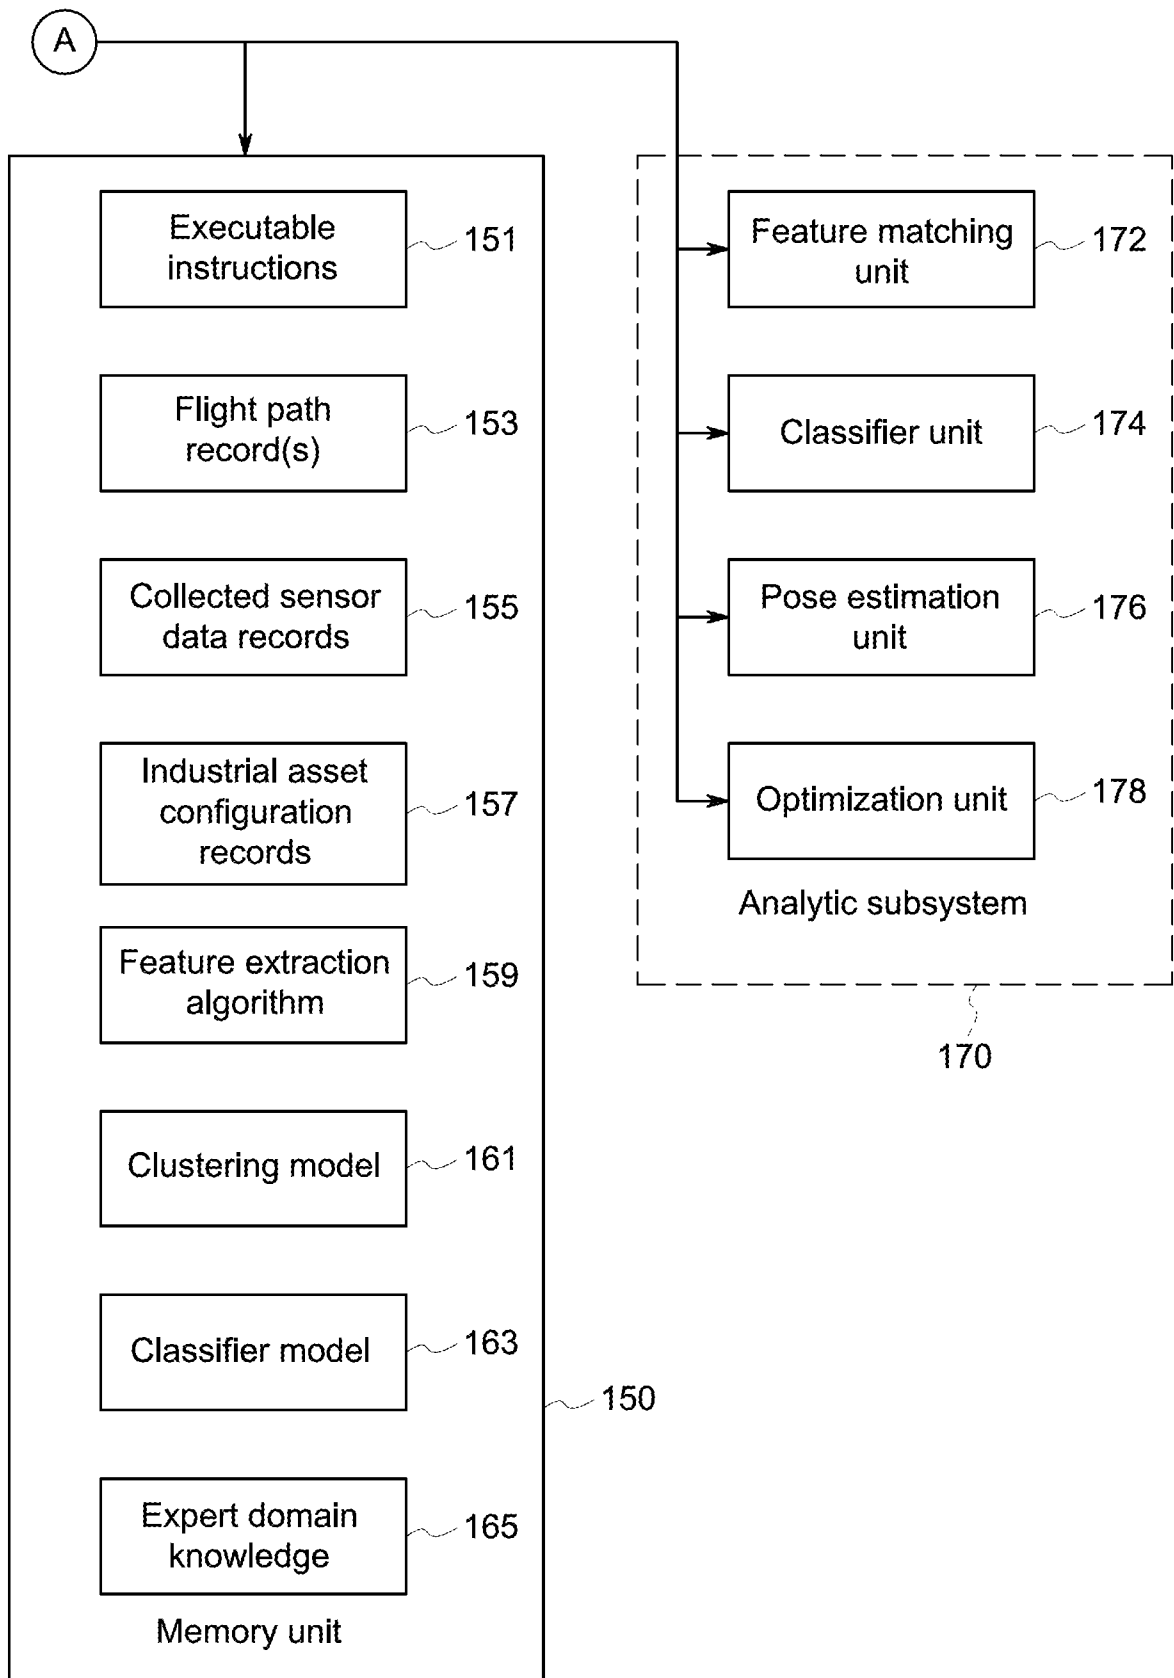 A
Executable
instructions
151
Flight path
record(s)
153
Collected sensor
data records
155
Industrial asset
configuration
records
157
Feature extraction
algorithm
159
Clustering model
161
Classifier model
163
150
Expert domain
knowledge
165
Memory unit
Feature matching
unit
172
Classifier unit
174
Pose estimation
unit
176
Optimization unit
178
Analytic subsystem
170